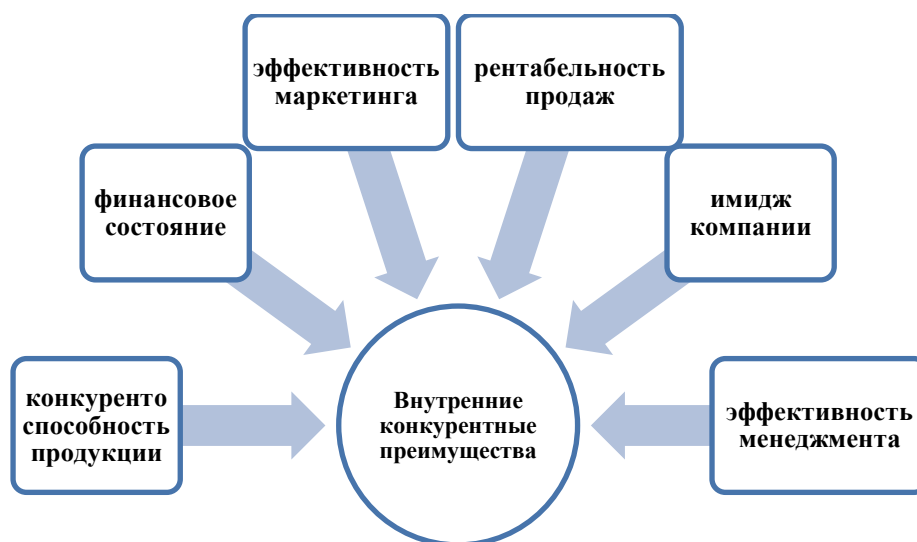 эффективность
маркетинга
рентабельность
продаж
финансовое
состояние
имидж
компании
конкуренто
способность
продукции
Внутренние
конкурентные
преимущества
эффективность
менеджмента